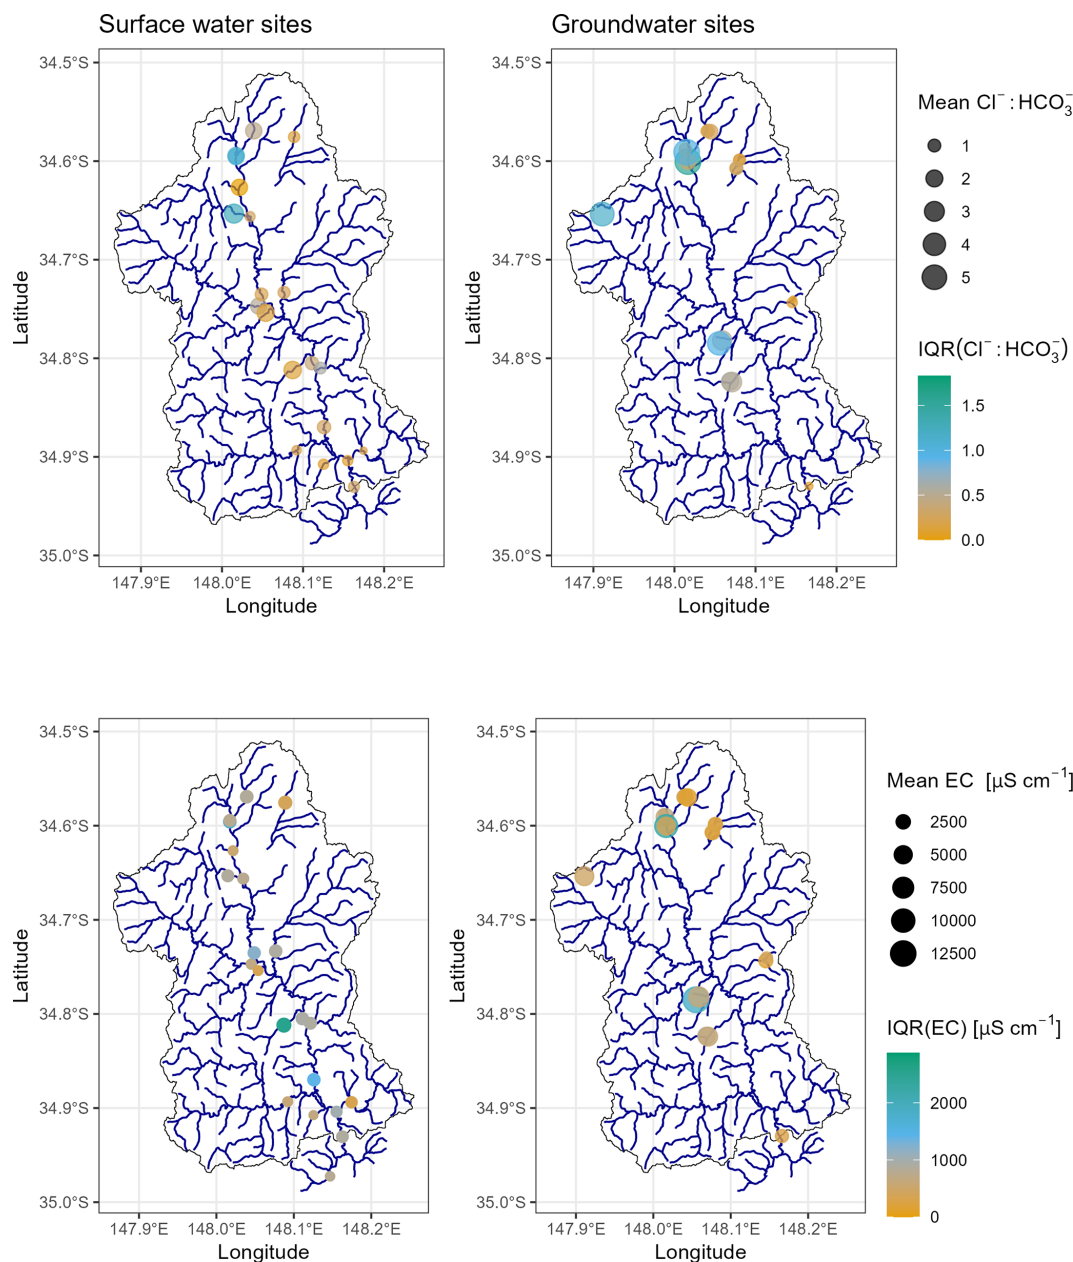 Surface water sites
Groundwater sites
34.5°S
34.6°S
34.7°S
34.8°S
34.9°S
35.0°S
Latitude
147.9°E 148.0°E 148.1°E 148.2°E
Longitude
34.5°S
34.6°S
34.7°S
34.8°S
34.9°S
35.0°S
Latitude
147.9°E 148.0°E 148.1°E 148.2°E
Longitude
Mean Cl⁻ : HCO₃⁻
1
2
3
4
5
IQR(Cl⁻ : HCO₃⁻)
1.5
1.0
0.5
0.0
34.5°S
34.6°S
34.7°S
34.8°S
34.9°S
35.0°S
Latitude
147.9°E 148.0°E 148.1°E 148.2°E
Longitude
34.5°S
34.6°S
34.7°S
34.8°S
34.9°S
35.0°S
Latitude
147.9°E 148.0°E 148.1°E 148.2°E
Longitude
Mean EC [µS cm⁻¹]
2500
5000
7500
10000
12500
IQR(EC) [µS cm⁻¹]
2000
1000
0